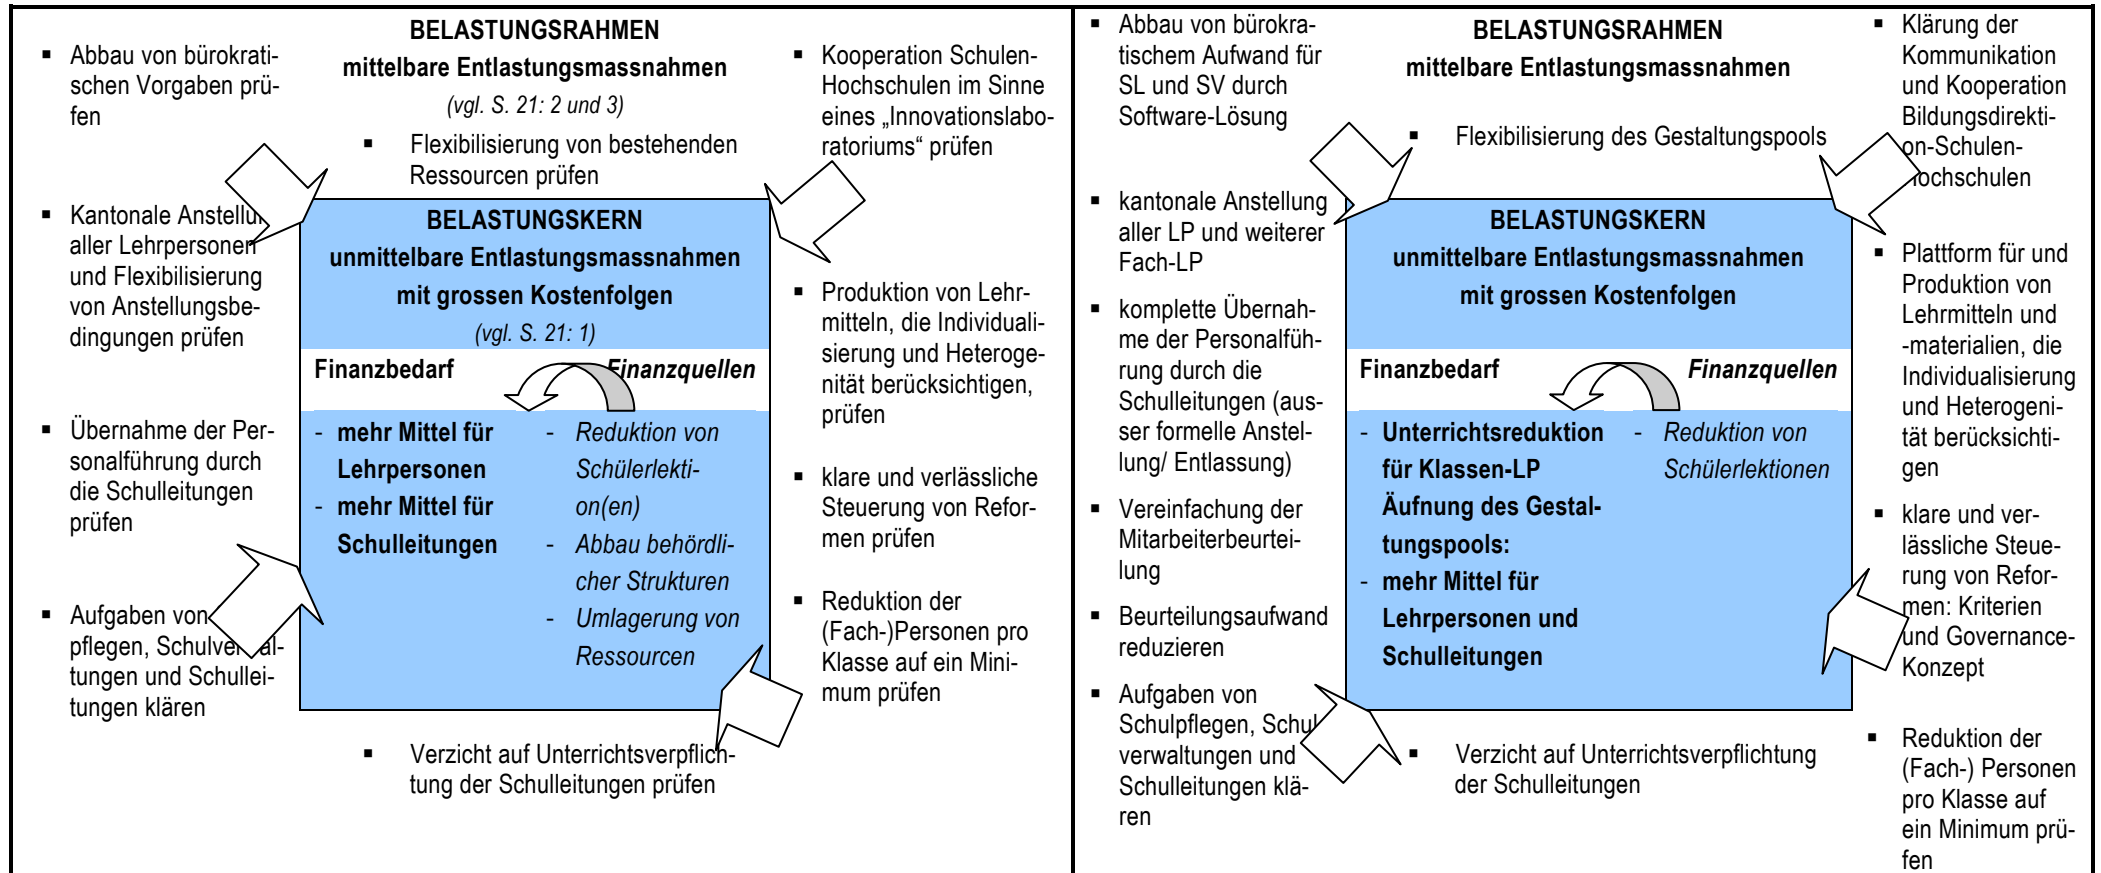 BELASTUNGSRAHMEN
mittelbare Entlastungsmassnahmen
(vgl. S. 21: 2 und 3)
▪ Flexibilisierung von bestehenden
Ressourcen prüfen
▪ Abbau von bürokrati-
schen Vorgaben prü-
fen
▪ Kantonale
aller Lehrpersonen
und Flexibilisierung
von Anstellungsbe-
dingungen prüfen
▪ Übernahme der Per-
sonalführung durch
die Schulleitungen
prüfen
▪ Aufgaben von
pflegen,
tungen und Schullei-
tungen klären
BELASTUNGSKERN
unmittelbare Entlastungsmassnahmen
mit grossen Kostenfolgen
(vgl. S. 21: 1)
Finanzbedarf
Finanzquellen
- mehr Mittel für
Lehrpersonen
- mehr Mittel für
Schulleitungen
- Reduktion von
Schülerlekti-
on(en)
- Abbau behördli-
cher Strukturen
- Umlagerung von
Ressourcen
▪ Verzicht auf Unterrichtsverpflich-
tung der Schulleitungen prüfen
▪ Kooperation Schulen-
Hochschulen im Sinne
eines „Innovationslabo-
ratoriums“ prüfen
▪ Produktion von Lehr-
mitteln, die Individuali-
sierung und Heteroge-
nität berücksichtigen,
prüfen
▪ klare und verlässliche
Steuerung von Refor-
men prüfen
▪ Reduktion der
(Fach-)Personen pro
Klasse auf ein Mini-
mum prüfen
▪ Abbau von bürokra-
tischem Aufwand für
SL und SV durch
Software-Lösung
▪ kantonale Anstellung
aller LP und weiterer
Fach-LP
▪ komplette Übernah-
me der Personalfüh-
rung durch die
Schulleitungen (aus-
ser formelle Anstel-
lung/ Entlassung)
▪ Vereinfachung der
Mitarbeiterbeurtei-
lung
▪ Beurteilungsaufwand
reduzieren
▪ Aufgaben von
Schulpflegen, Schul
verwaltungen und
Schulleitungen klä-
ren
BELASTUNGSRAHMEN
mittelbare Entlastungsmassnahmen
▪ Flexibilisierung des Gestaltungspools
BELASTUNGSKERN
unmittelbare Entlastungsmassnahmen
mit grossen Kostenfolgen
Finanzbedarf
Finanzquellen
- Unterrichtsreduktion
für Klassen-LP
Äufnung des Gestal-
tungspools:
- mehr Mittel für
Lehrpersonen und
Schulleitungen
- Reduktion von
Schülerlektionen
▪ Verzicht auf Unterrichtsverpflichtung
der Schulleitungen
▪ Klärung der
Kommunikation
und Kooperation
Bildungsdirekti-
on-Schulen-
Hochschulen
▪ Plattform für und
Produktion von
Lehrmitteln und
-materialien, die
Individualisierung
und Heterogeni-
tät berücksichti-
gen
▪ klare und ver-
lässliche Steue-
rung von Refor-
men: Kriterien
und Governance-
Konzept
▪ Reduktion der
(Fach-) Personen
pro Klasse auf
ein Minimum prü-
fen